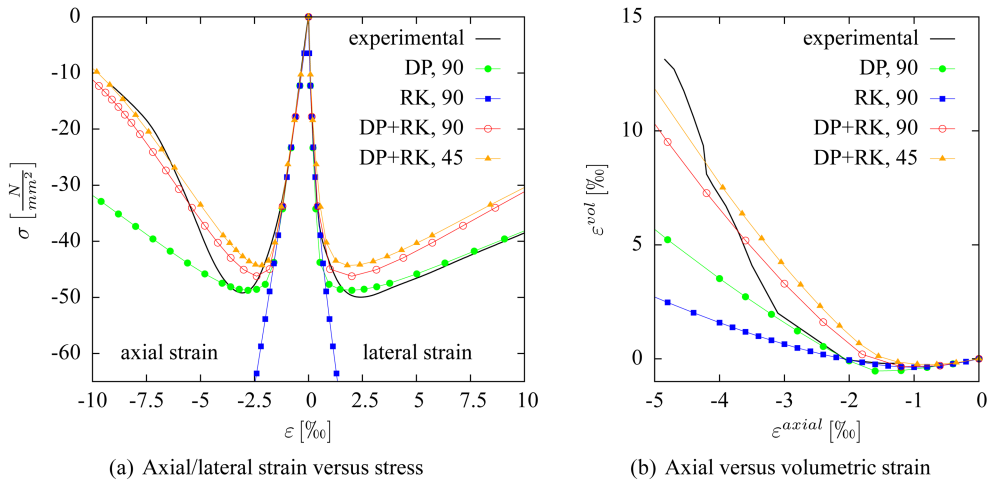 0
-10
-20
-30
-40
-50
-60
σ [N/mm²]
experimental
DP, 90
RK, 90
DP+RK, 90
DP+RK, 45
axial strain
lateral strain
-10 -7.5 -5 -2.5 0 2.5 5 7.5 10
ε [‰]
(a) Axial/lateral strain versus stress
15
10
5
0
ε^vol [‰]
experimental
DP, 90
RK, 90
DP+RK, 90
DP+RK, 45
-5 -4 -3 -2 -1 0
ε^axial [‰]
(b) Axial versus volumetric strain